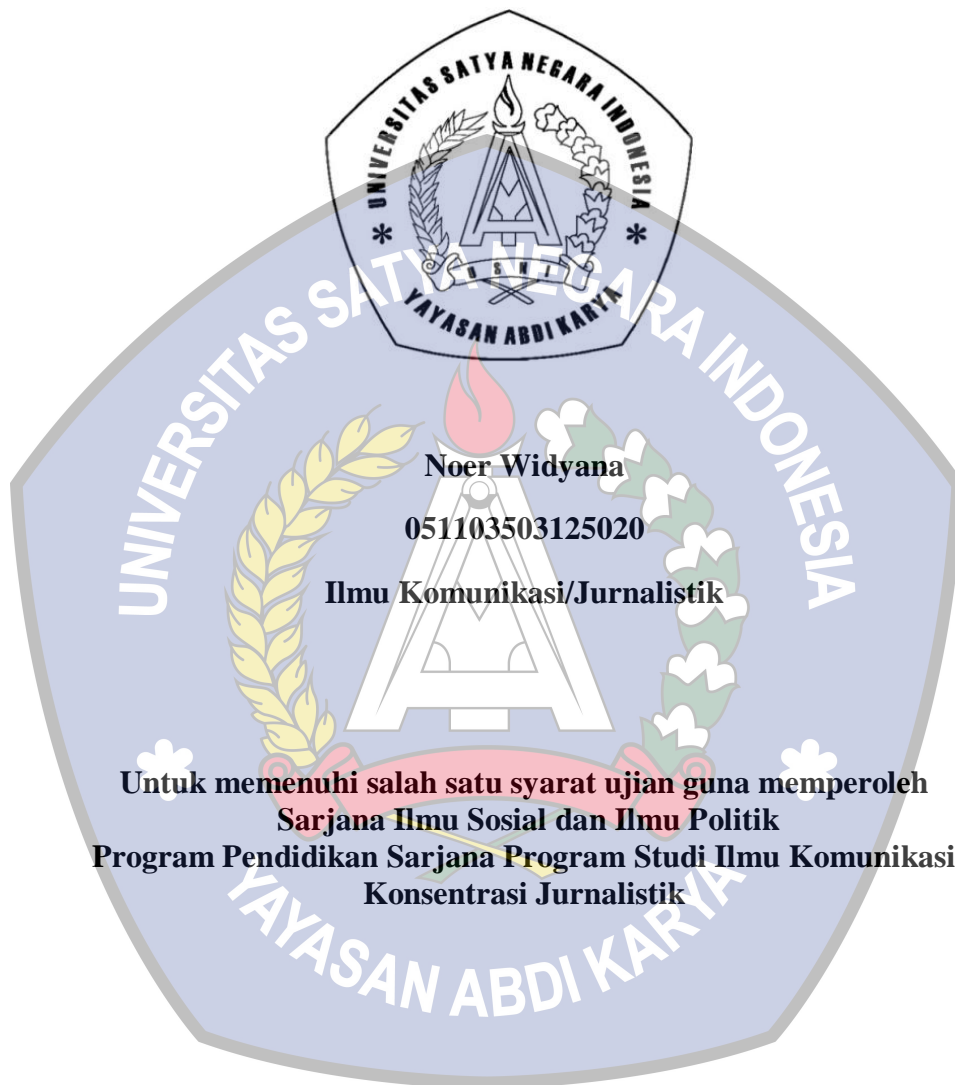 UNIVERSITAS SATYA NEGARA INDONESIA
U S N I
YAYASAN ABDI KARYA
UNIVERSITAS SATYA NEGARA INDONESIA
Noer Widyana
051103503125020
Ilmu Komunikasi/Jurnalistik
Untuk memenuhi salah satu syarat ujian guna memperoleh
Sarjana Ilmu Sosial dan Ilmu Politik
Program Pendidikan Sarjana Program Studi Ilmu Komunikasi
Konsentrasi Jurnalistik
YAYASAN ABDI KARYA